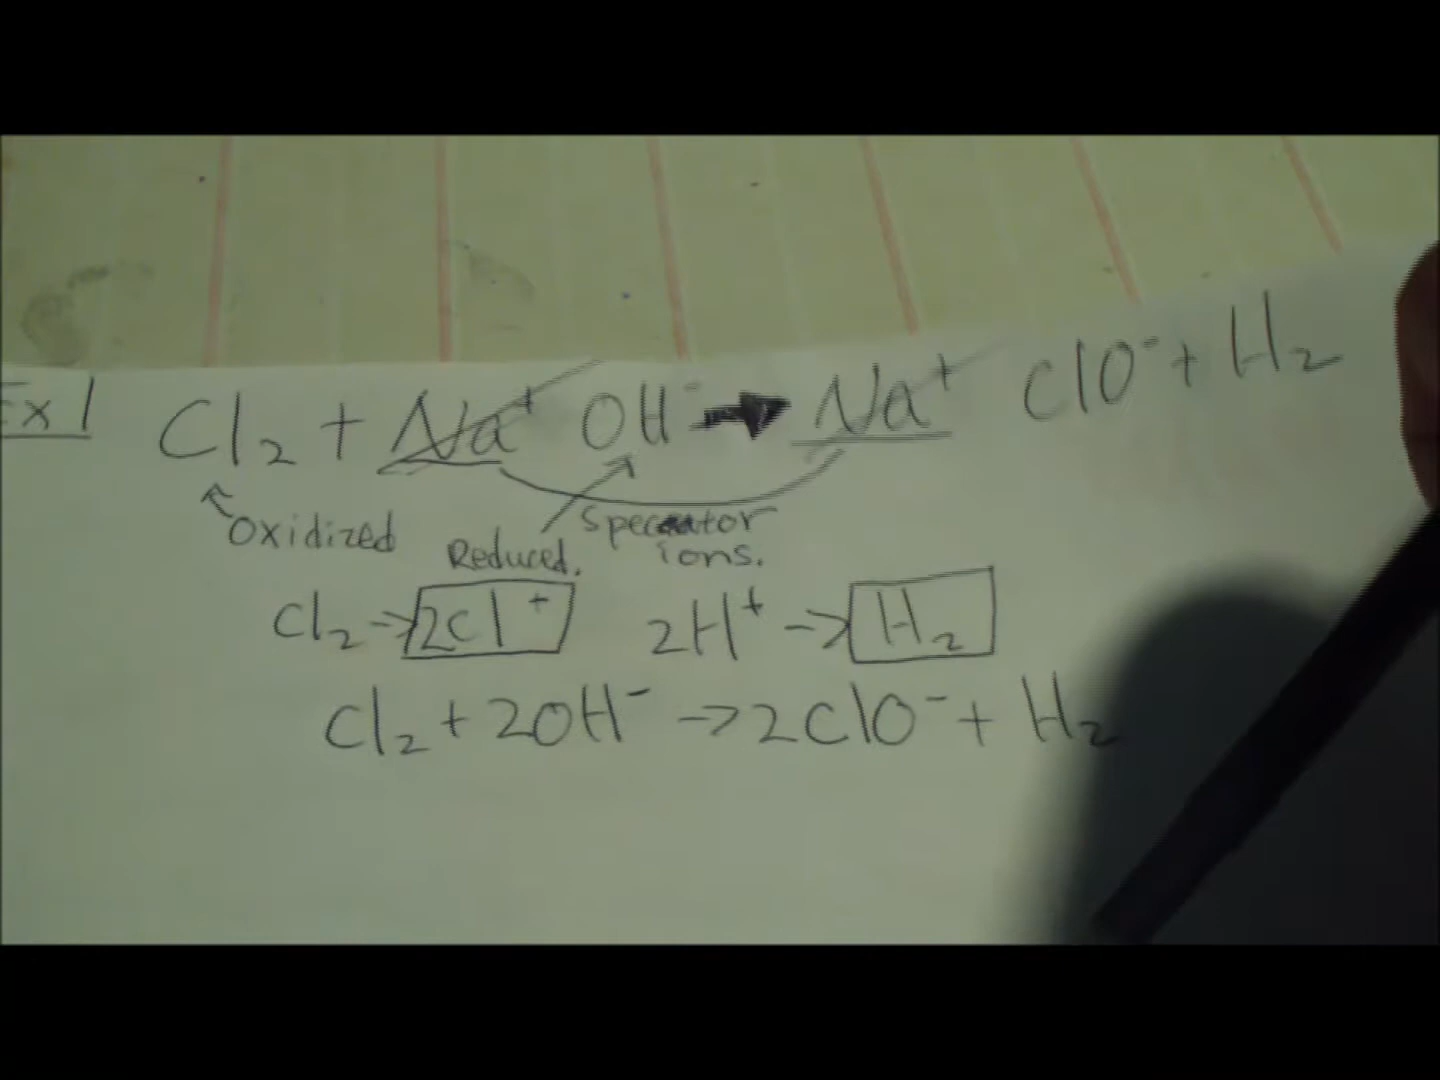 Ex 1 Cl₂ + Na⁺ OH⁻ → Na⁺ ClO⁻ + H₂
Oxidized Reduced. Spectator
ions.
Cl₂ → 2Cl⁺ 2H⁺ → H₂
Cl₂ + 2OH⁻ → 2ClO⁻ + H₂